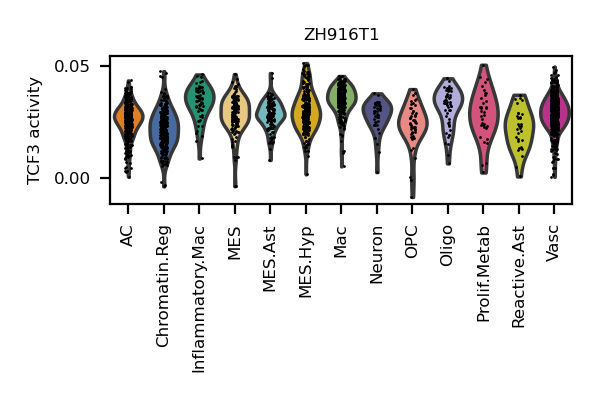 ZH916T1
TCF3 activity
0.05
0.00
AC
Chromatin.Reg
Inflammatory.Mac
MES
MES.Ast
MES.Hyp
Mac
Neuron
OPC
Oligo
Prolif.Metab
Reactive.Ast
Vasc